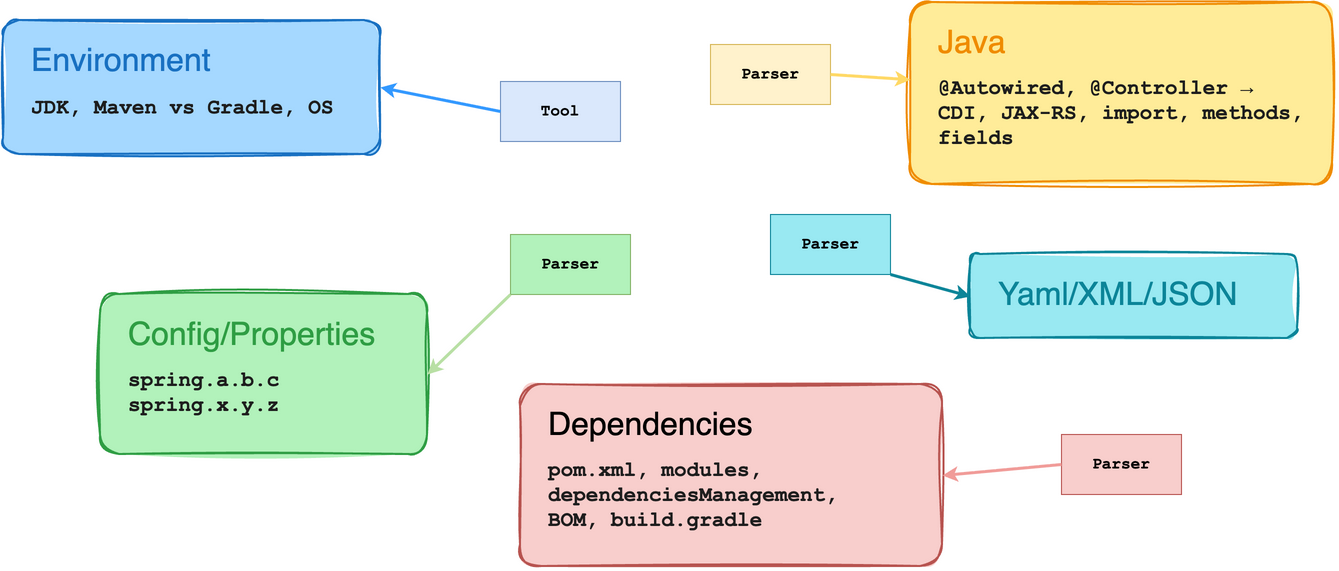 Environment
JDK, Maven vs Gradle, OS
Tool
Parser
Java
@Autowired, @Controller →
CDI, JAX-RS, import, methods,
fields
Parser
Config/Properties
spring.a.b.c
spring.x.y.z
Parser
Yaml/XML/JSON
Dependencies
pom.xml, modules,
dependenciesManagement,
BOM, build.gradle
Parser